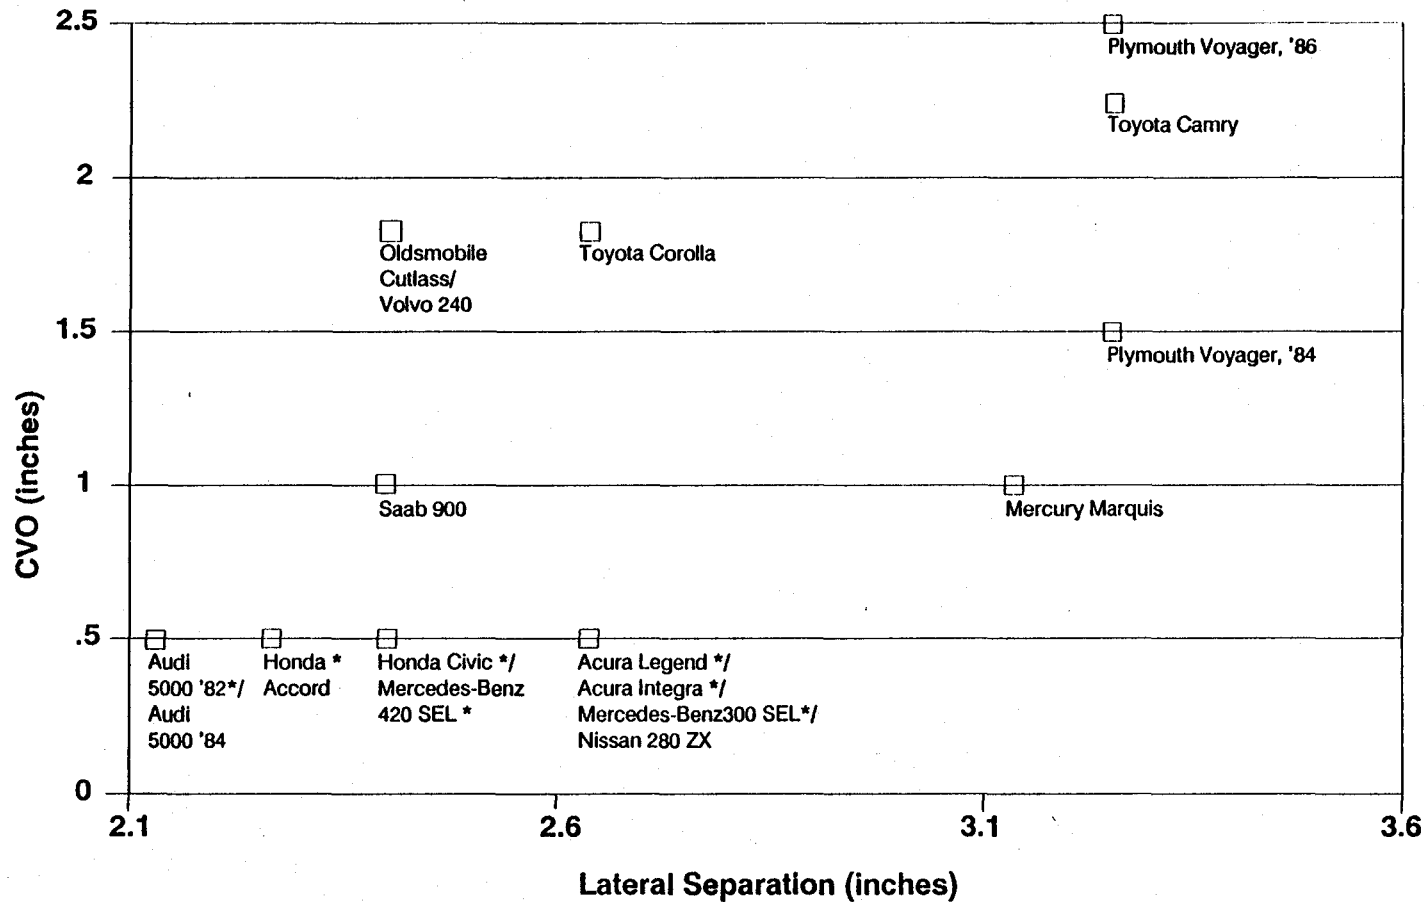 2.5
Plymouth Voyager, '86
Toyota Camry
2
Oldsmobile
Cutlass/
Volvo 240
Toyota Corolla
1.5
Plymouth Voyager, '84
CVO (inches)
1
Saab 900
Mercury Marquis
.5
Audi
5000 '82*/
Audi
5000 '84
Honda *
Accord
Honda Civic */
Mercedes-Benz
420 SEL *
Acura Legend */
Acura Integra */
Mercedes-Benz300 SEL*/
Nissan 280 ZX
0
2.1
2.6
3.1
3.6
Lateral Separation (inches)